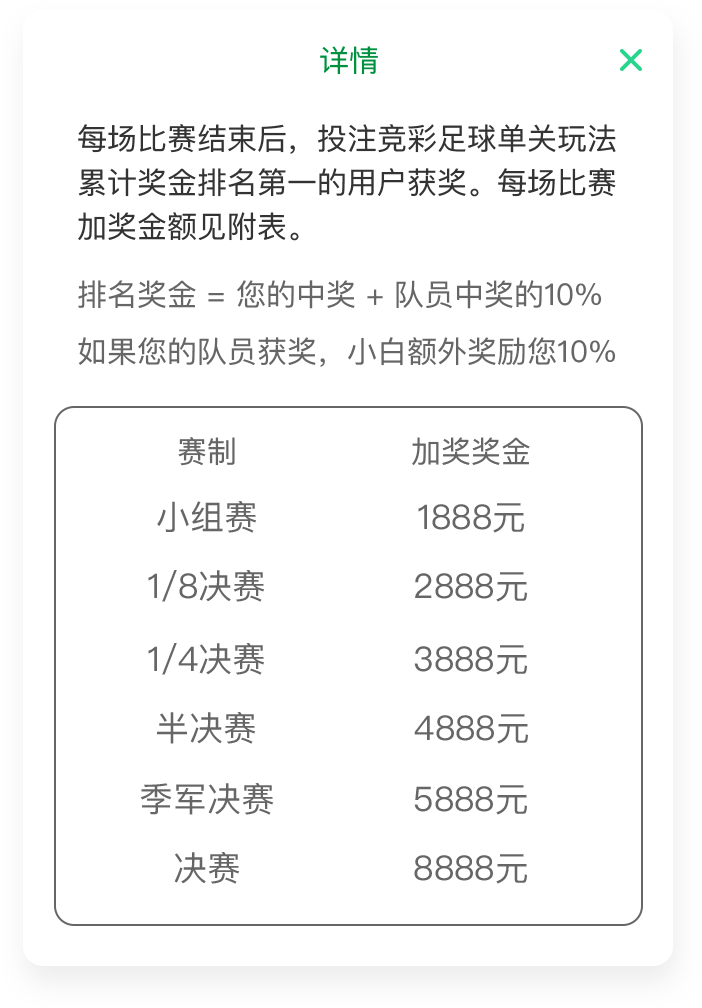 详情
每场比赛结束后，投注竞彩足球单关玩法
累计奖金排名第一的用户获奖。每场比赛
加奖金额见附表。
排名奖金 = 您的中奖 + 队员中奖的10%
如果您的队员获奖，小白额外奖励您10%
赛制 加奖奖金
小组赛 1888元
1/8决赛 2888元
1/4决赛 3888元
半决赛 4888元
季军决赛 5888元
决赛 8888元